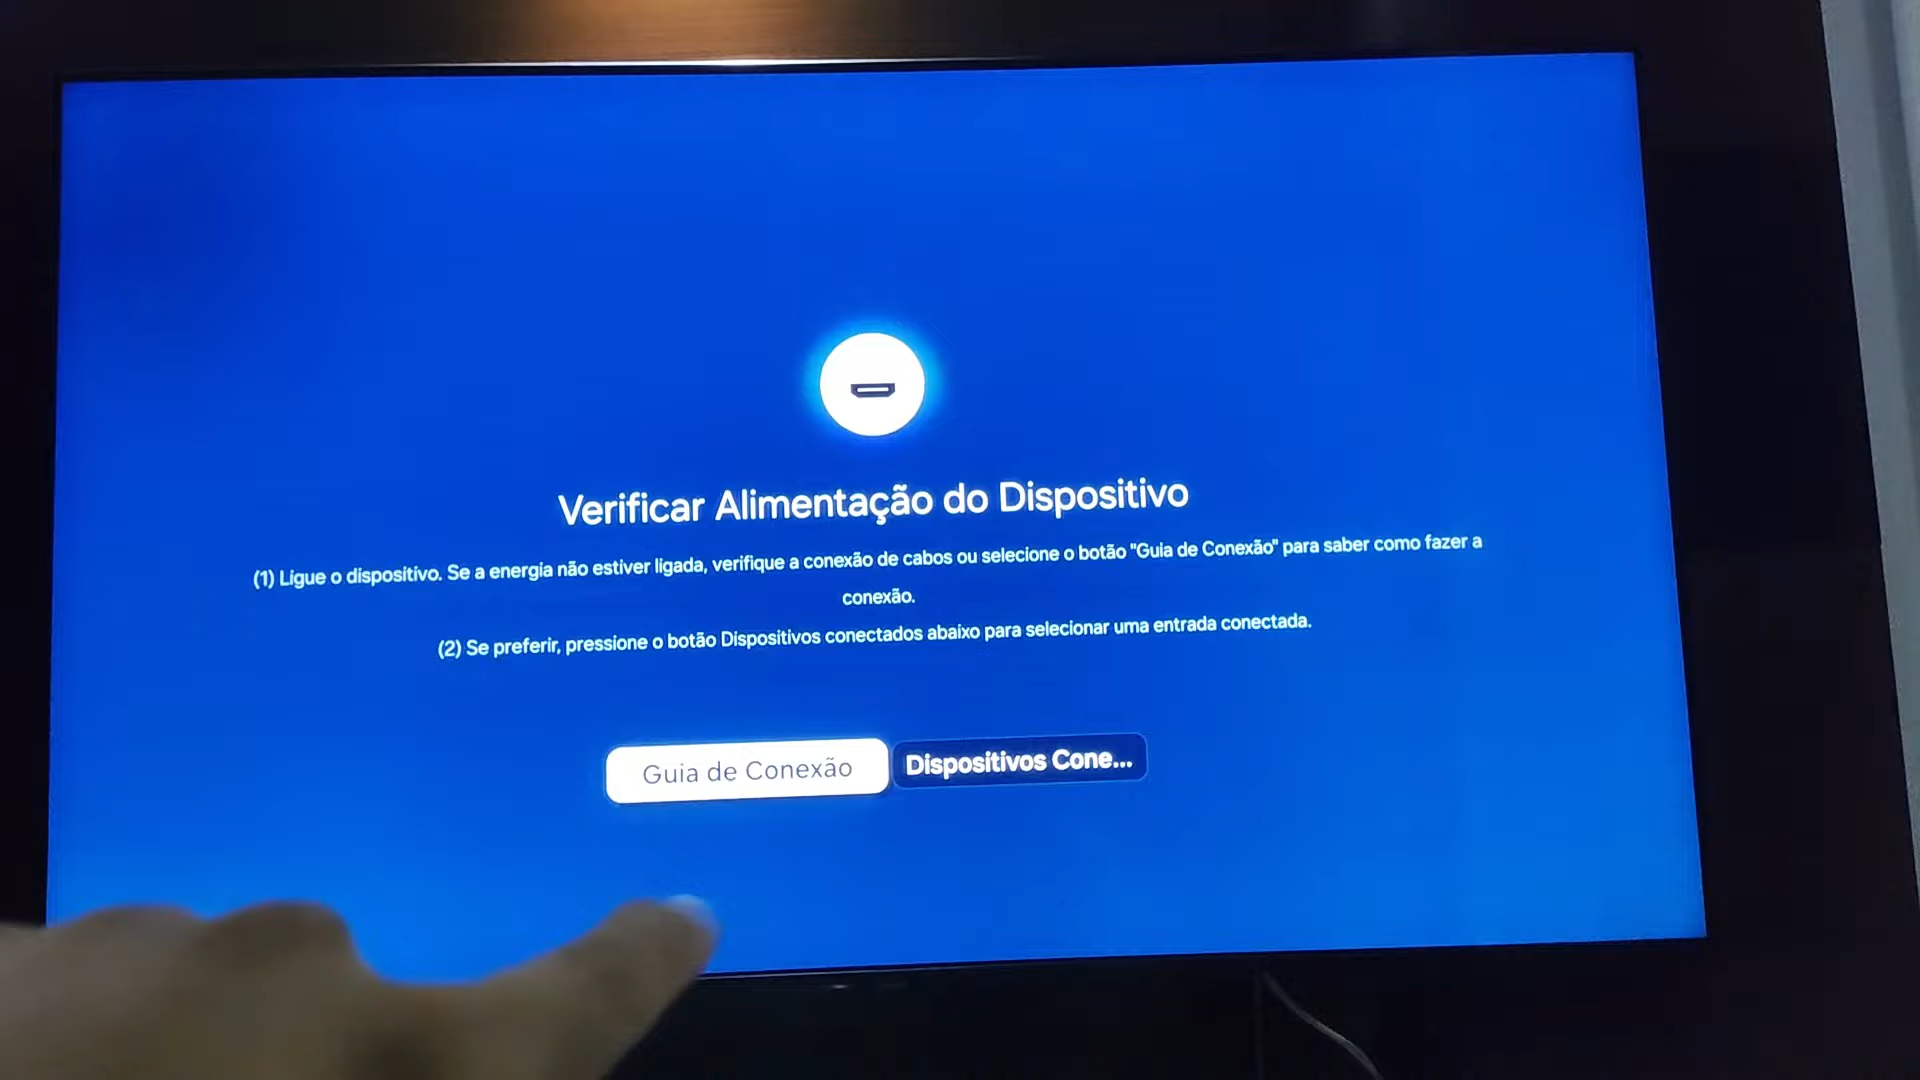 Verificar Alimentação do Dispositivo
(1) Ligue o dispositivo. Se a energia não estiver ligada, verifique a conexão de cabos ou selecione o botão "Guia de Conexão" para saber como fazer a
conexão.
(2) Se preferir, pressione o botão Dispositivos conectados abaixo para selecionar uma entrada conectada.
Guia de Conexão
Dispositivos Cone...